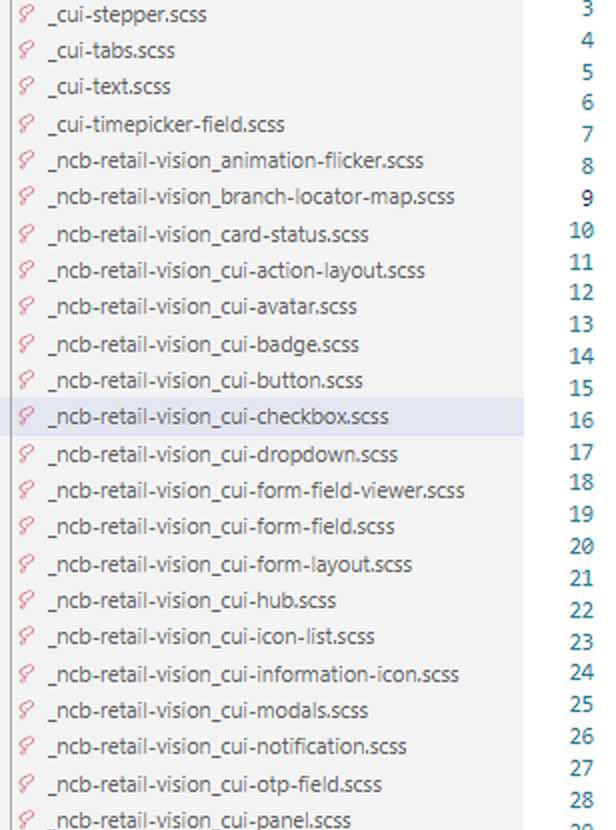 _cui-stepper.scss 3
_cui-tabs.scss 4
_cui-text.scss 5
_cui-timepicker-field.scss 6
_ncb-retail-vision_animation-flicker.scss 7
_ncb-retail-vision_branch-locator-map.scss 8
9
_ncb-retail-vision_card-status.scss 10
_ncb-retail-vision_cui-action-layout.scss 11
_ncb-retail-vision_cui-avatar.scss 12
13
_ncb-retail-vision_cui-badge.scss 14
_ncb-retail-vision_cui-button.scss 15
_ncb-retail-vision_cui-checkbox.scss 16
_ncb-retail-vision_cui-dropdown.scss 17
_ncb-retail-vision_cui-form-field-viewer.scss 18
_ncb-retail-vision_cui-form-field.scss 19
20
_ncb-retail-vision_cui-form-layout.scss 21
_ncb-retail-vision_cui-hub.scss 22
_ncb-retail-vision_cui-icon-list.scss 23
_ncb-retail-vision_cui-information-icon.scss 24
_ncb-retail-vision_cui-modals.scss 25
26
_ncb-retail-vision_cui-notification.scss 27
_ncb-retail-vision_cui-otp-field.scss 28
_ncb-retail-vision_cui-panel.scss